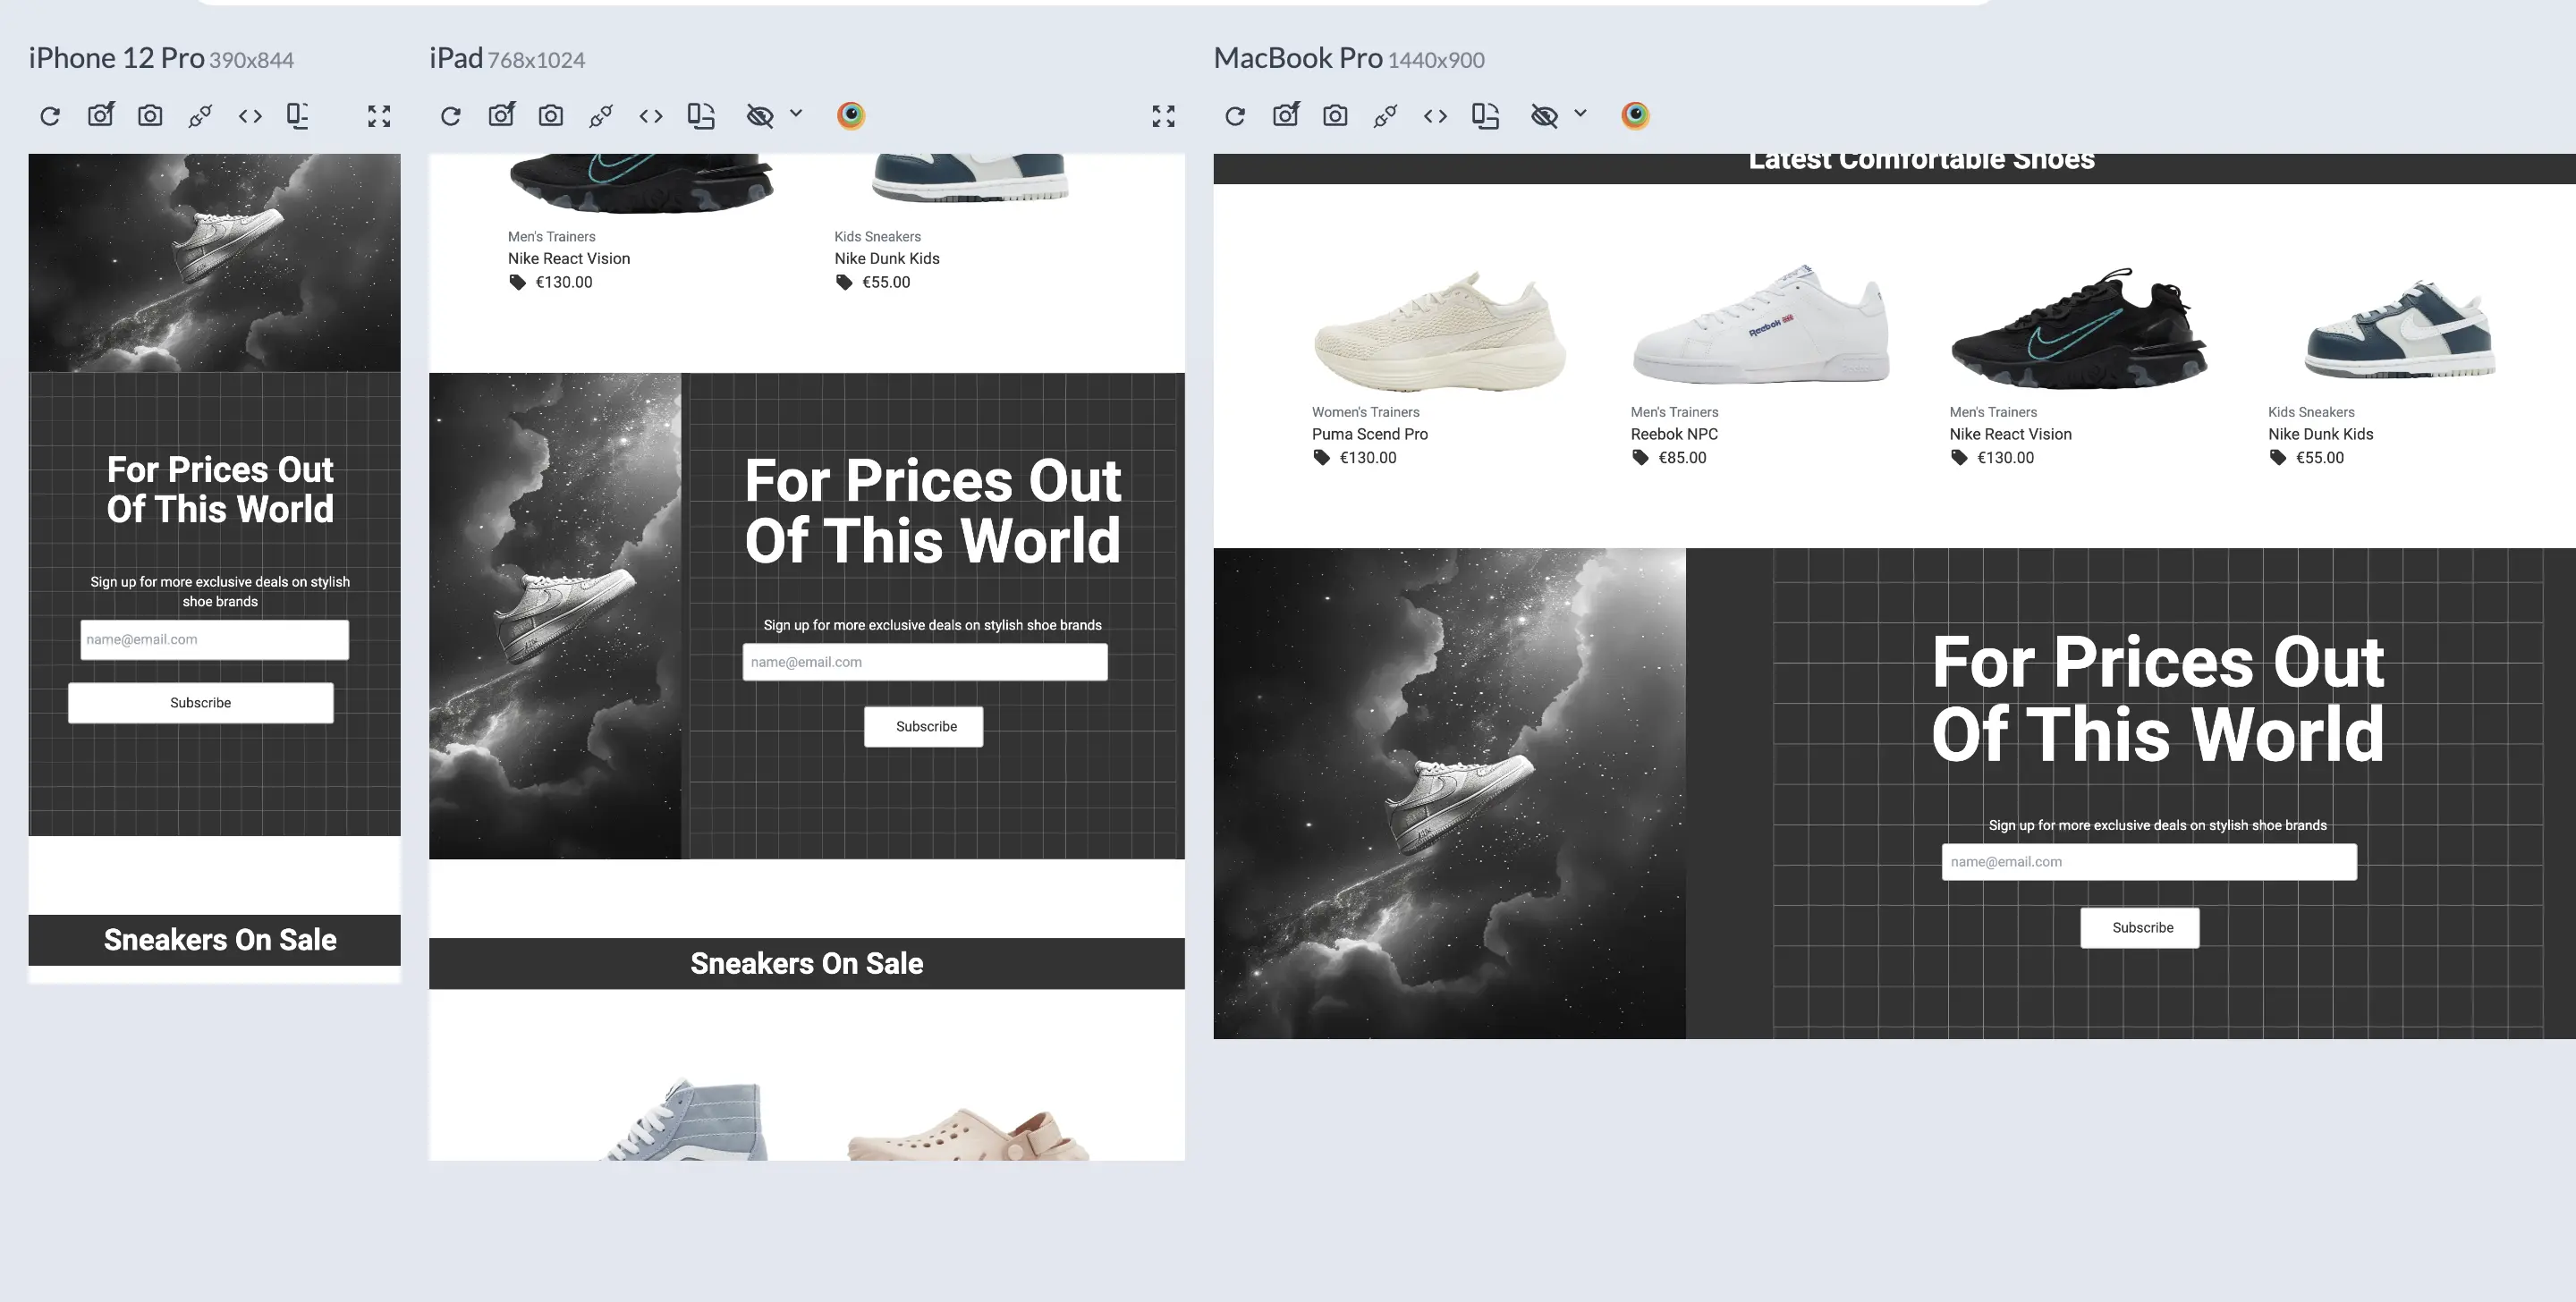 iPhone 12 Pro 390x844
Sneakers On Sale
For Prices Out
Of This World
Sign up for more exclusive deals on stylish
shoe brands
name@email.com
Subscribe
Sneakers On Sale
iPad 768x1024
Men's Trainers
Nike React Vision
€130.00
Kids Sneakers
Nike Dunk Kids
€55.00
For Prices Out
Of This World
Sign up for more exclusive deals on stylish shoe brands
name@email.com
Subscribe
Sneakers On Sale
MacBook Pro 1440x900
Latest Comfortable Shoes
Reebok
Women's Trainers
Puma Scend Pro
€130.00
Men's Trainers
Reebok NPC
€85.00
Men's Trainers
Nike React Vision
€130.00
Kids Sneakers
Nike Dunk Kids
€55.00
For Prices Out
Of This World
Sign up for more exclusive deals on stylish shoe brands
name@email.com
Subscribe